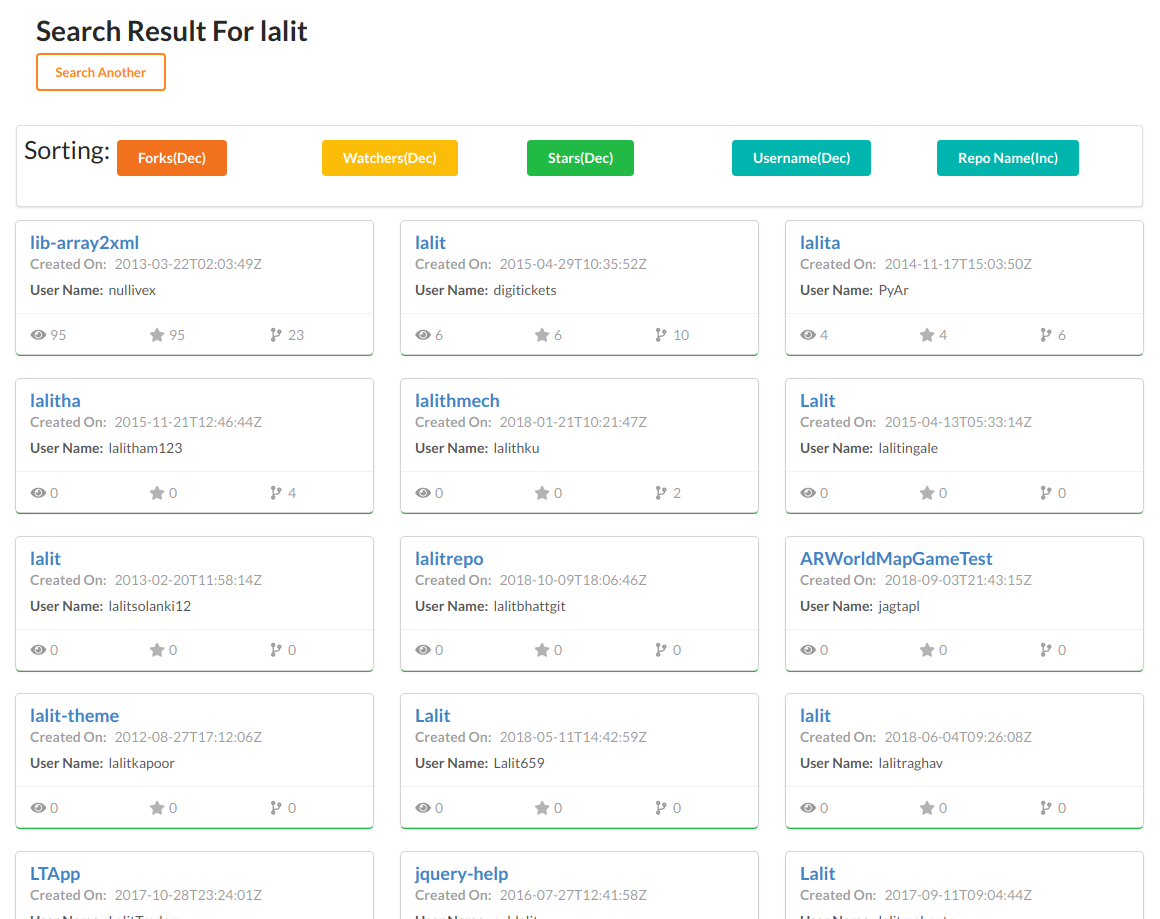 Search Result For lalit
Search Another
Sorting: Forks(Dec) Watchers(Dec) Stars(Dec) Username(Dec) Repo Name(Inc)
lib-array2xml
Created On: 2013-03-22T02:03:49Z
User Name: nullivex
95 95 23
lalit
Created On: 2015-04-29T10:35:52Z
User Name: digitickets
6 6 10
lalita
Created On: 2014-11-17T15:03:50Z
User Name: PyAr
4 4 6
lalitha
Created On: 2015-11-21T12:46:44Z
User Name: lalitham123
0 0 4
lalithmech
Created On: 2018-01-21T10:21:47Z
User Name: lalithku
0 0 2
Lalit
Created On: 2015-04-13T05:33:14Z
User Name: lalitingale
0 0 0
lalit
Created On: 2013-02-20T11:58:14Z
User Name: lalitsolanki12
0 0 0
lalitrepo
Created On: 2018-10-09T18:06:46Z
User Name: lalitbhattgit
0 0 0
ARWorldMapGameTest
Created On: 2018-09-03T21:43:15Z
User Name: jagtapl
0 0 0
lalit-theme
Created On: 2012-08-27T17:12:06Z
User Name: lalitkapoor
0 0 0
Lalit
Created On: 2018-05-11T14:42:59Z
User Name: Lalit659
0 0 0
lalit
Created On: 2018-06-04T09:26:08Z
User Name: lalitraghav
0 0 0
LTApp
Created On: 2017-10-28T23:24:01Z
jquery-help
Created On: 2016-07-27T12:41:58Z
Lalit
Created On: 2017-09-11T09:04:44Z